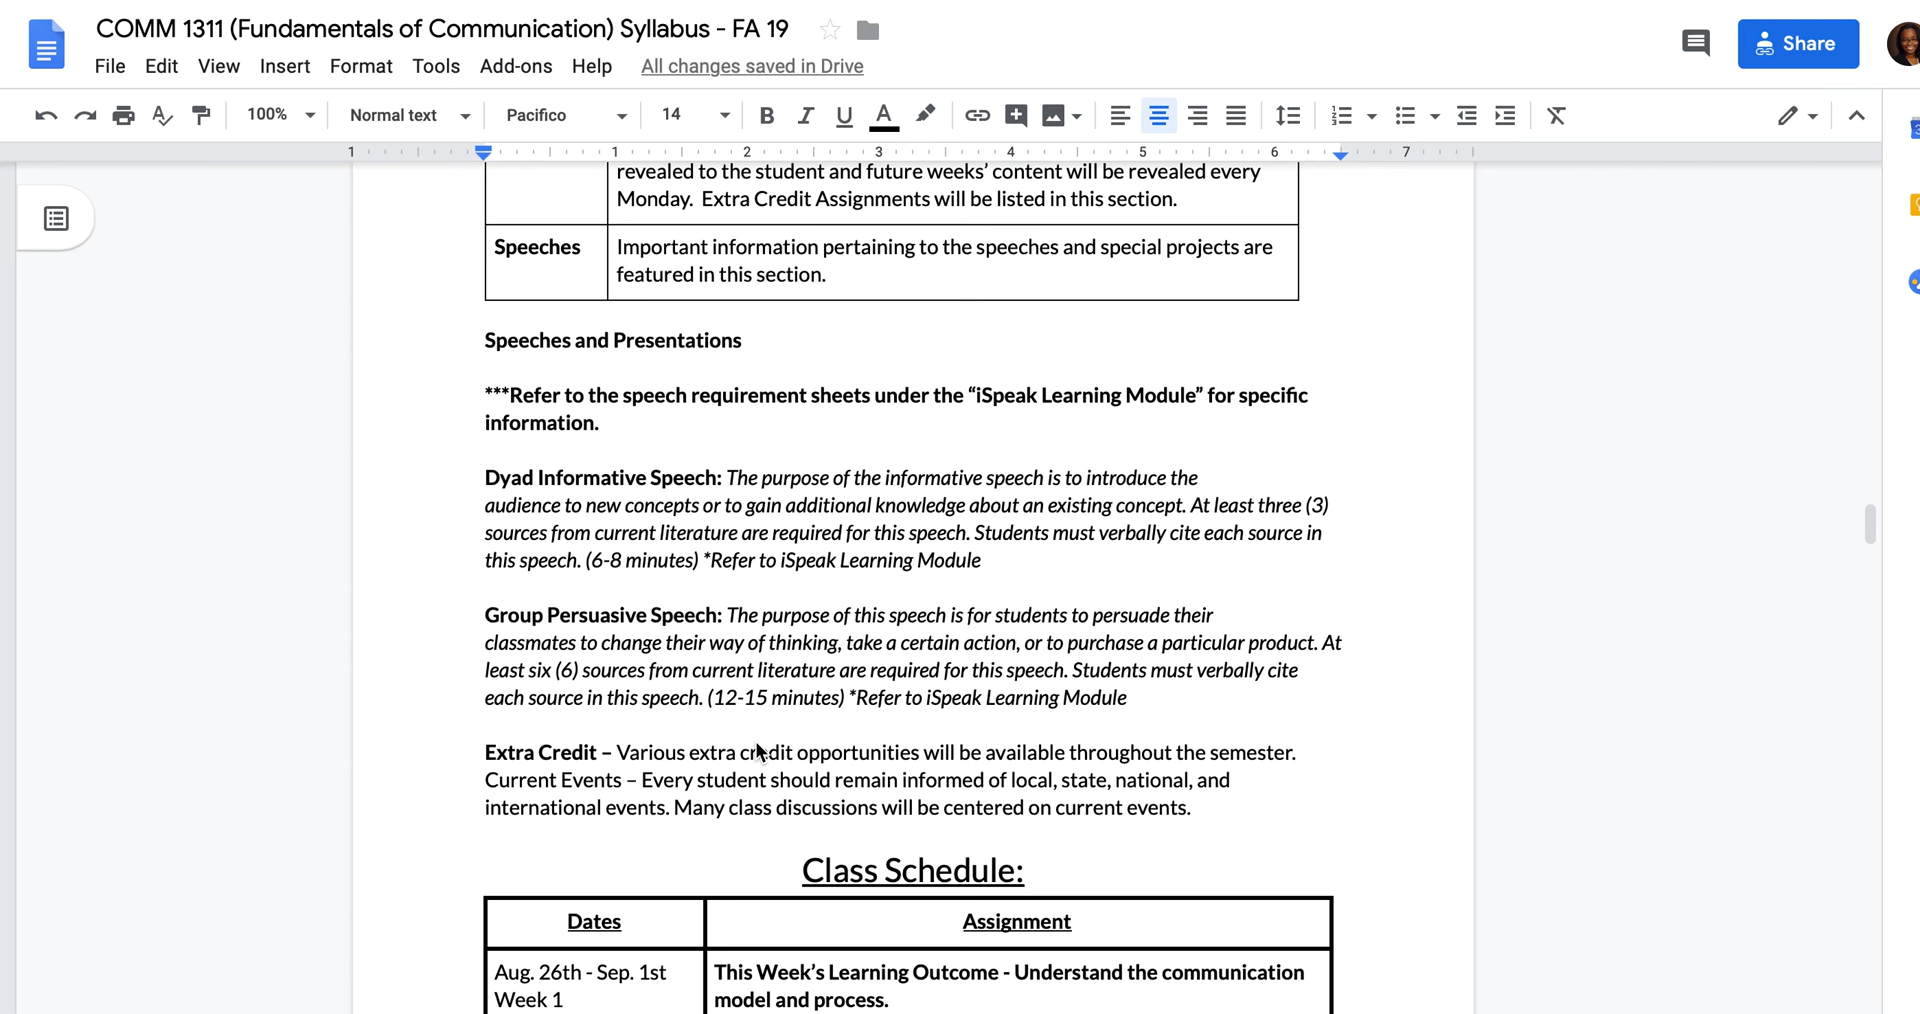 COMM 1311 (Fundamentals of Communication) Syllabus - FA 19
Share
File Edit View Insert Format Tools Add-ons Help All changes saved in Drive
100% Normal text Pacifico 14 B I U A
1 1 2 3 4 5 6 7
revealed to the student and future weeks’ content will be revealed every
Monday. Extra Credit Assignments will be listed in this section.
Speeches
Important information pertaining to the speeches and special projects are
featured in this section.
Speeches and Presentations
***Refer to the speech requirement sheets under the “iSpeak Learning Module” for specific
information.
Dyad Informative Speech: The purpose of the informative speech is to introduce the
audience to new concepts or to gain additional knowledge about an existing concept. At least three (3)
sources from current literature are required for this speech. Students must verbally cite each source in
this speech. (6-8 minutes) *Refer to iSpeak Learning Module
Group Persuasive Speech: The purpose of this speech is for students to persuade their
classmates to change their way of thinking, take a certain action, or to purchase a particular product. At
least six (6) sources from current literature are required for this speech. Students must verbally cite
each source in this speech. (12-15 minutes) *Refer to iSpeak Learning Module
Extra Credit – Various extra credit opportunities will be available throughout the semester.
Current Events – Every student should remain informed of local, state, national, and
international events. Many class discussions will be centered on current events.
Class Schedule:
Dates
Assignment
Aug. 26th - Sep. 1st
Week 1
This Week’s Learning Outcome - Understand the communication
model and process.